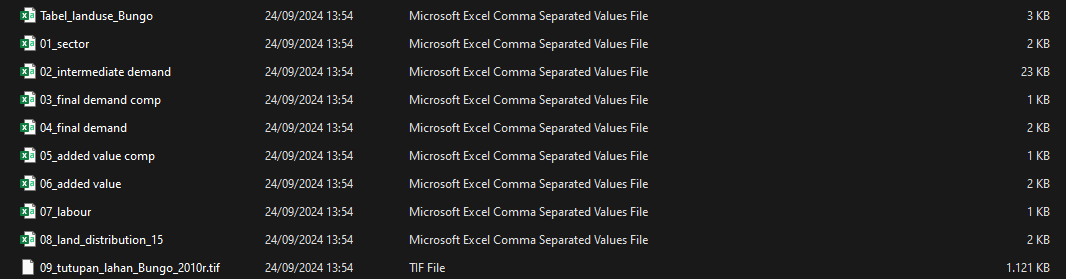 Tabel_landuse_Bungo 24/09/2024 13:54 Microsoft Excel Comma Separated Values File 3 KB
01_sector 24/09/2024 13:54 Microsoft Excel Comma Separated Values File 2 KB
02_intermediate demand 24/09/2024 13:54 Microsoft Excel Comma Separated Values File 23 KB
03_final demand comp 24/09/2024 13:54 Microsoft Excel Comma Separated Values File 1 KB
04_final demand 24/09/2024 13:54 Microsoft Excel Comma Separated Values File 2 KB
05_added value comp 24/09/2024 13:54 Microsoft Excel Comma Separated Values File 1 KB
06_added value 24/09/2024 13:54 Microsoft Excel Comma Separated Values File 2 KB
07_labour 24/09/2024 13:54 Microsoft Excel Comma Separated Values File 1 KB
08_land_distribution_15 24/09/2024 13:54 Microsoft Excel Comma Separated Values File 2 KB
09_tutupan_lahan_Bungo_2010r.tif 24/09/2024 13:54 TIF File 1.121 KB